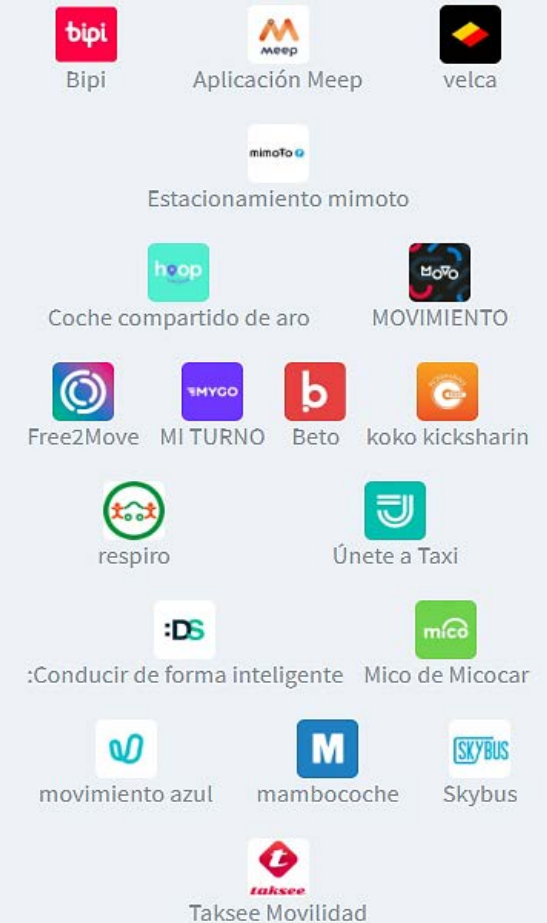 bipi
Meep
Bipi
Aplicación Meep
velca
mimoTo
Estacionamiento mimoto
hoop
MOVO
Coche compartido de aro
MOVIMIENTO
MYGO
b
Free2Move
MI TURNO
Beto
koko kicksharin
respiro
Únete a Taxi
:DS
mico
:Conducir de forma inteligente
Mico de Micocar
M
SKYBUS
movimiento azul
mambocoche
Skybus
t
taksee
Taksee Movilidad